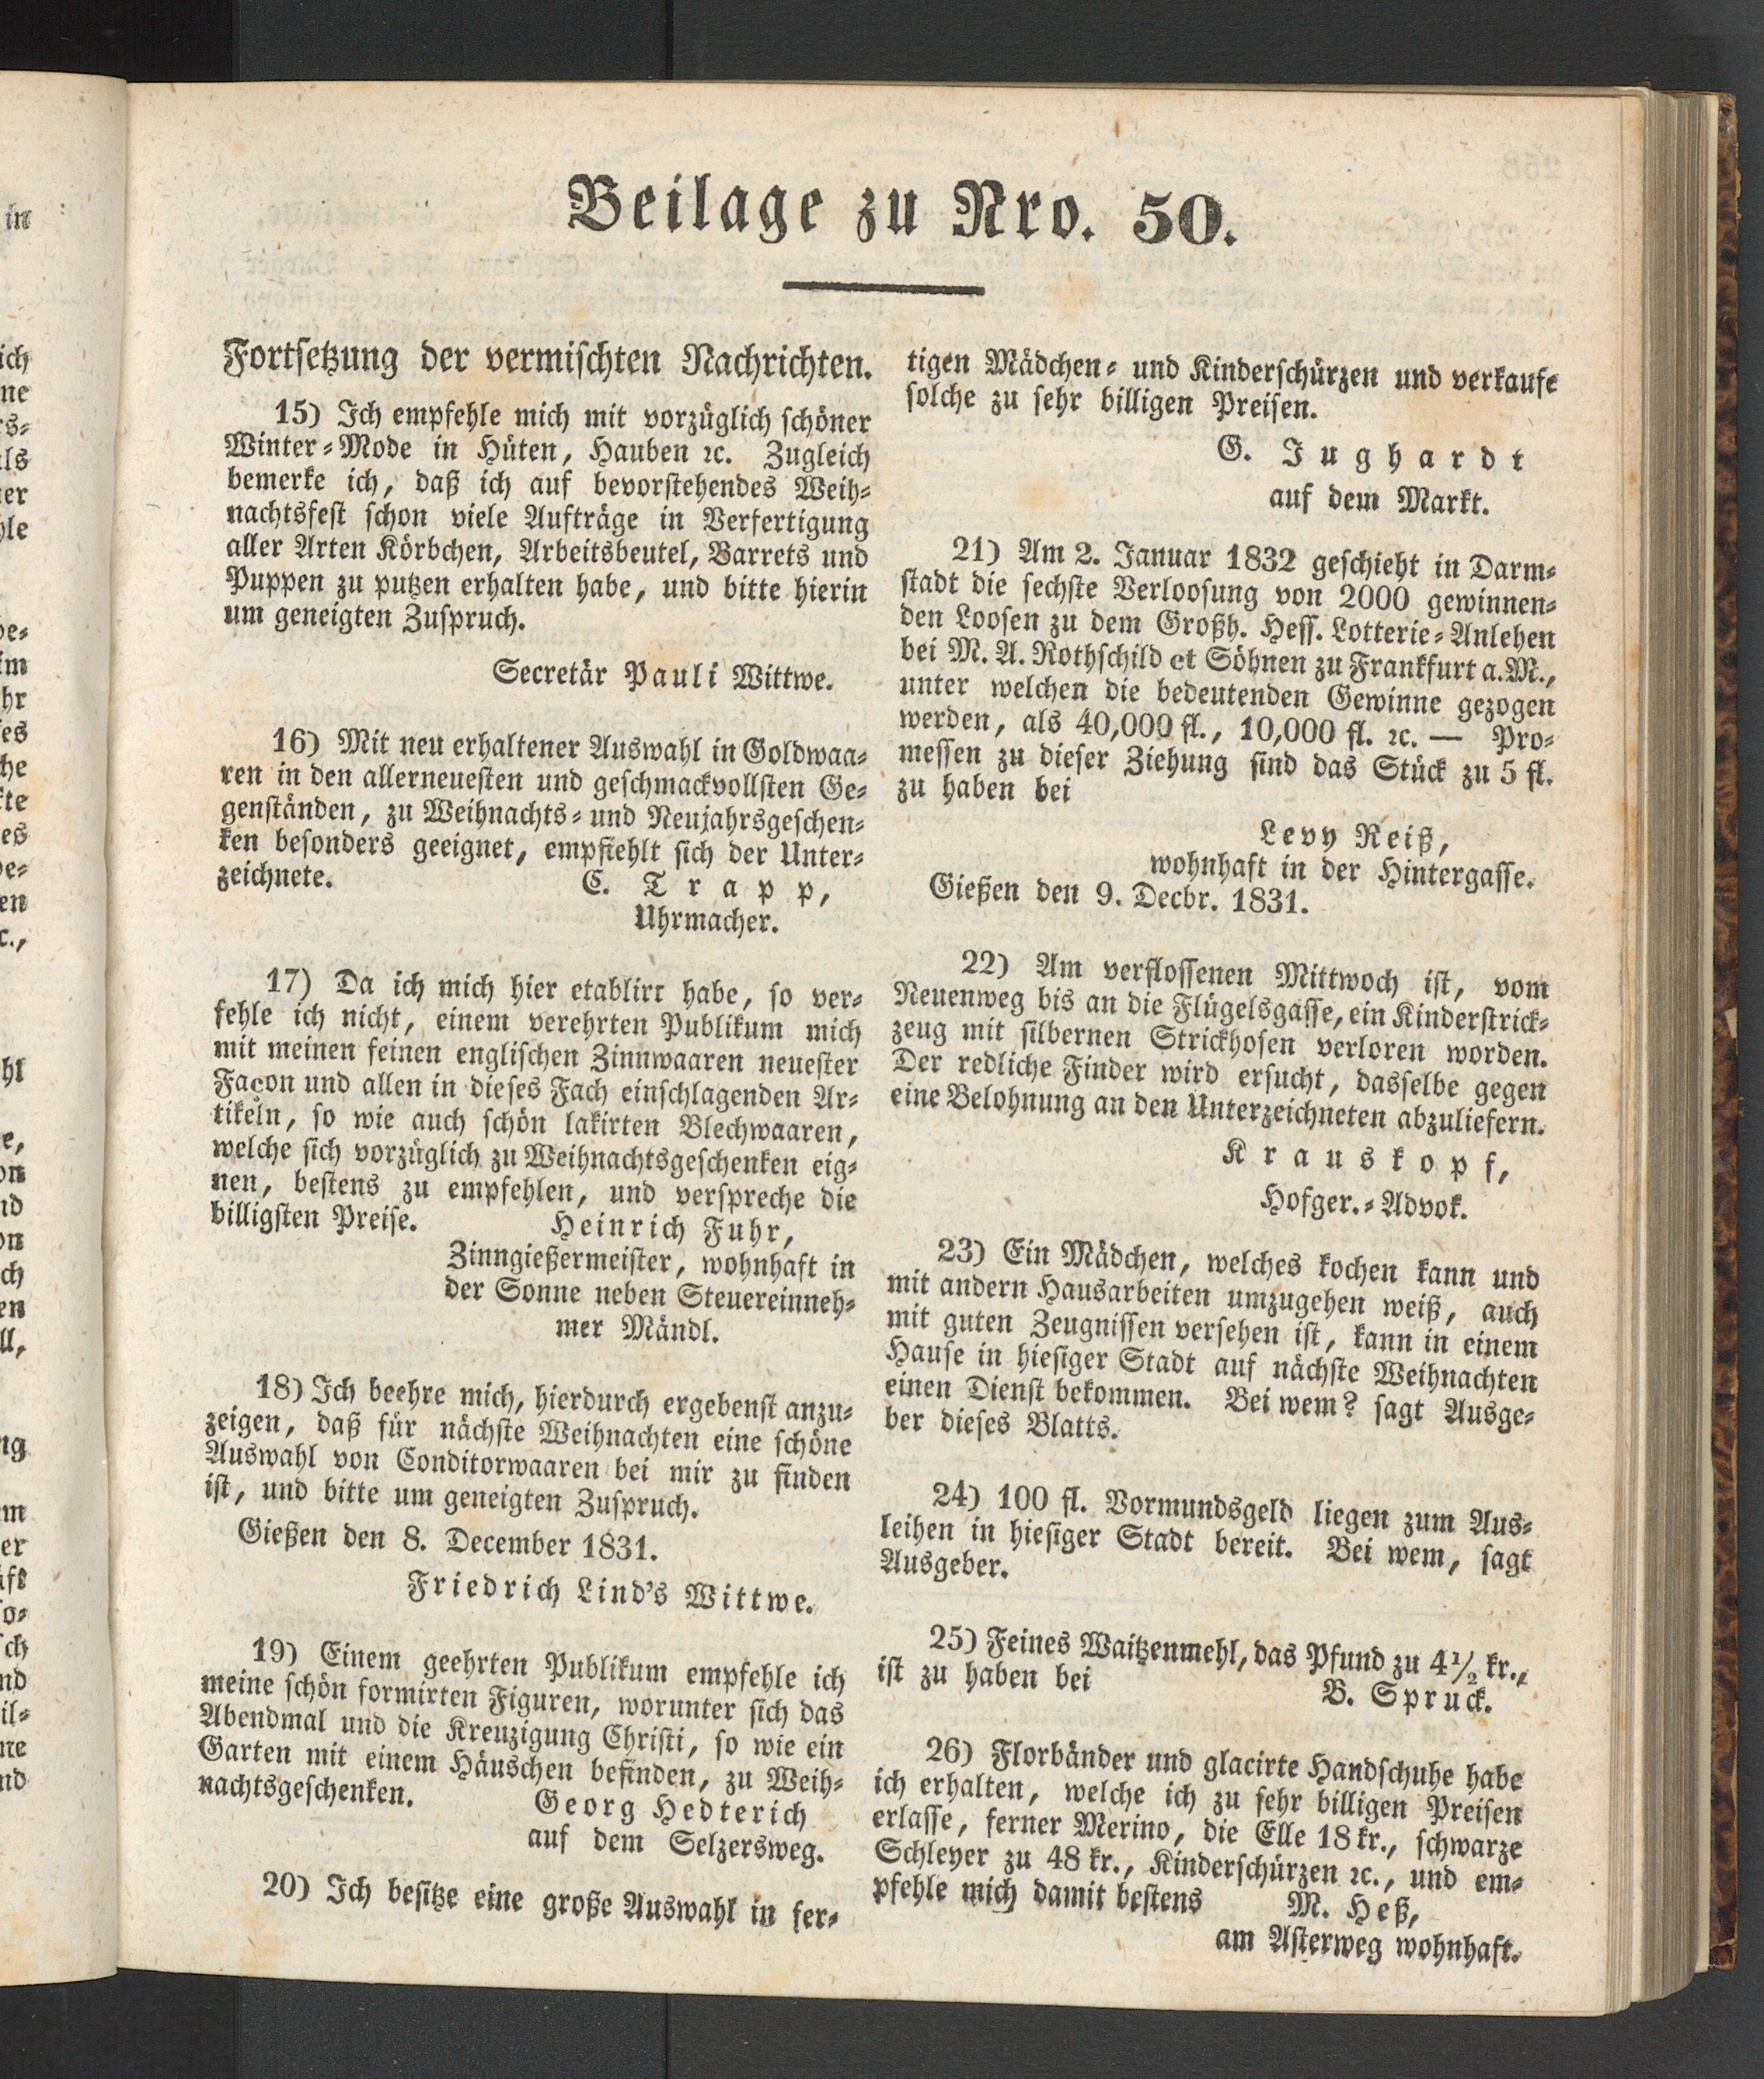 Beilage zu Nro. 50.
Fortsetzung der vermischten Nachrichten.
15) Ich empfehle mich mit vorzüglich schöner
Winter-Mode in Hüten, Hauben ꝛc. Zugleich
bemerke ich, daß ich auf bevorstehendes Weih-
nachtsfest schon viele Aufträge in Verfertigung
aller Arten Körbchen, Arbeitsbeutel, Barrets und
Puppen zu putzen erhalten habe, und bitte hierin
um geneigten Zuspruch.
Secretär Pauli Wittwe.
16) Mit neu erhaltener Auswahl in Goldwaa-
ren in den allerneuesten und geschmackvollsten Ge-
genständen, zu Weihnachts- und Neujahrsgeschen-
ken besonders geeignet, empfiehlt sich der Unter-
zeichnete. C. Trapp,
Uhrmacher.
17) Da ich mich hier etablirt habe, so ver-
fehle ich nicht, einem verehrten Publikum mich
mit meinen feinen englischen Zinnwaaren neuester
Façon und allen in dieses Fach einschlagenden Ar-
tikeln, so wie auch schön lakirten Blechwaaren,
welche sich vorzüglich zu Weihnachtsgeschenken eig-
nen, bestens zu empfehlen, und verspreche die
billigsten Preise. Heinrich Fuhr,
Zinngießermeister, wohnhaft in
der Sonne neben Steuereinneh-
mer Mändl.
18) Ich beehre mich, hierdurch ergebenst anzu-
zeigen, daß für nächste Weihnachten eine schöne
Auswahl von Conditorwaaren bei mir zu finden
ist, und bitte um geneigten Zuspruch.
Gießen den 8. December 1831.
Friedrich Lind's Wittwe.
19) Einem geehrten Publikum empfehle ich
meine schön formirten Figuren, worunter sich das
Abendmal und die Kreuzigung Christi, so wie ein
Garten mit einem Häuschen befinden, zu Weih-
nachtsgeschenken. Georg Hedterich
auf dem Selzersweg.
20) Ich besitze eine große Auswahl in fer-
tigen Mädchen- und Kinderschürzen und verkaufe
solche zu sehr billigen Preisen.
G. Jughardt
auf dem Markt.
21) Am 2. Januar 1832 geschieht in Darm-
stadt die sechste Verloosung von 2000 gewinnen-
den Loosen zu dem Großh. Hess. Lotterie-Anlehen
bei M. A. Rothschild et Söhnen zu Frankfurt a. M.,
unter welchen die bedeutenden Gewinne gezogen
werden, als 40,000 fl., 10,000 fl. ꝛc. — Pro-
messen zu dieser Ziehung sind das Stück zu 5 fl.
zu haben bei
Levy Reiß,
wohnhaft in der Hintergasse.
Gießen den 9. Decbr. 1831.
22) Am verflossenen Mittwoch ist, vom
Neuenweg bis an die Flügelsgasse, ein Kinderstrick-
zeug mit silbernen Strickhosen verloren worden.
Der redliche Finder wird ersucht, dasselbe gegen
eine Belohnung an den Unterzeichneten abzuliefern.
Krauskopf,
Hofger.-Advok.
23) Ein Mädchen, welches kochen kann und
mit andern Hausarbeiten umzugehen weiß, auch
mit guten Zeugnissen versehen ist, kann in einem
Hause in hiesiger Stadt auf nächste Weihnachten
einen Dienst bekommen. Bei wem? sagt Ausge-
ber dieses Blatts.
24) 100 fl. Vormundsgeld liegen zum Aus-
leihen in hiesiger Stadt bereit. Bei wem, sagt
Ausgeber.
25) Feines Waitzenmehl, das Pfund zu 4½ kr.,
ist zu haben bei B. Spruck.
26) Florbänder und glacirte Handschuhe habe
ich erhalten, welche ich zu sehr billigen Preisen
erlasse, ferner Merino, die Elle 18 kr., schwarze
Schleyer zu 48 kr., Kinderschürzen ꝛc., und em-
pfehle mich damit bestens M. Heß,
am Asterweg wohnhaft.